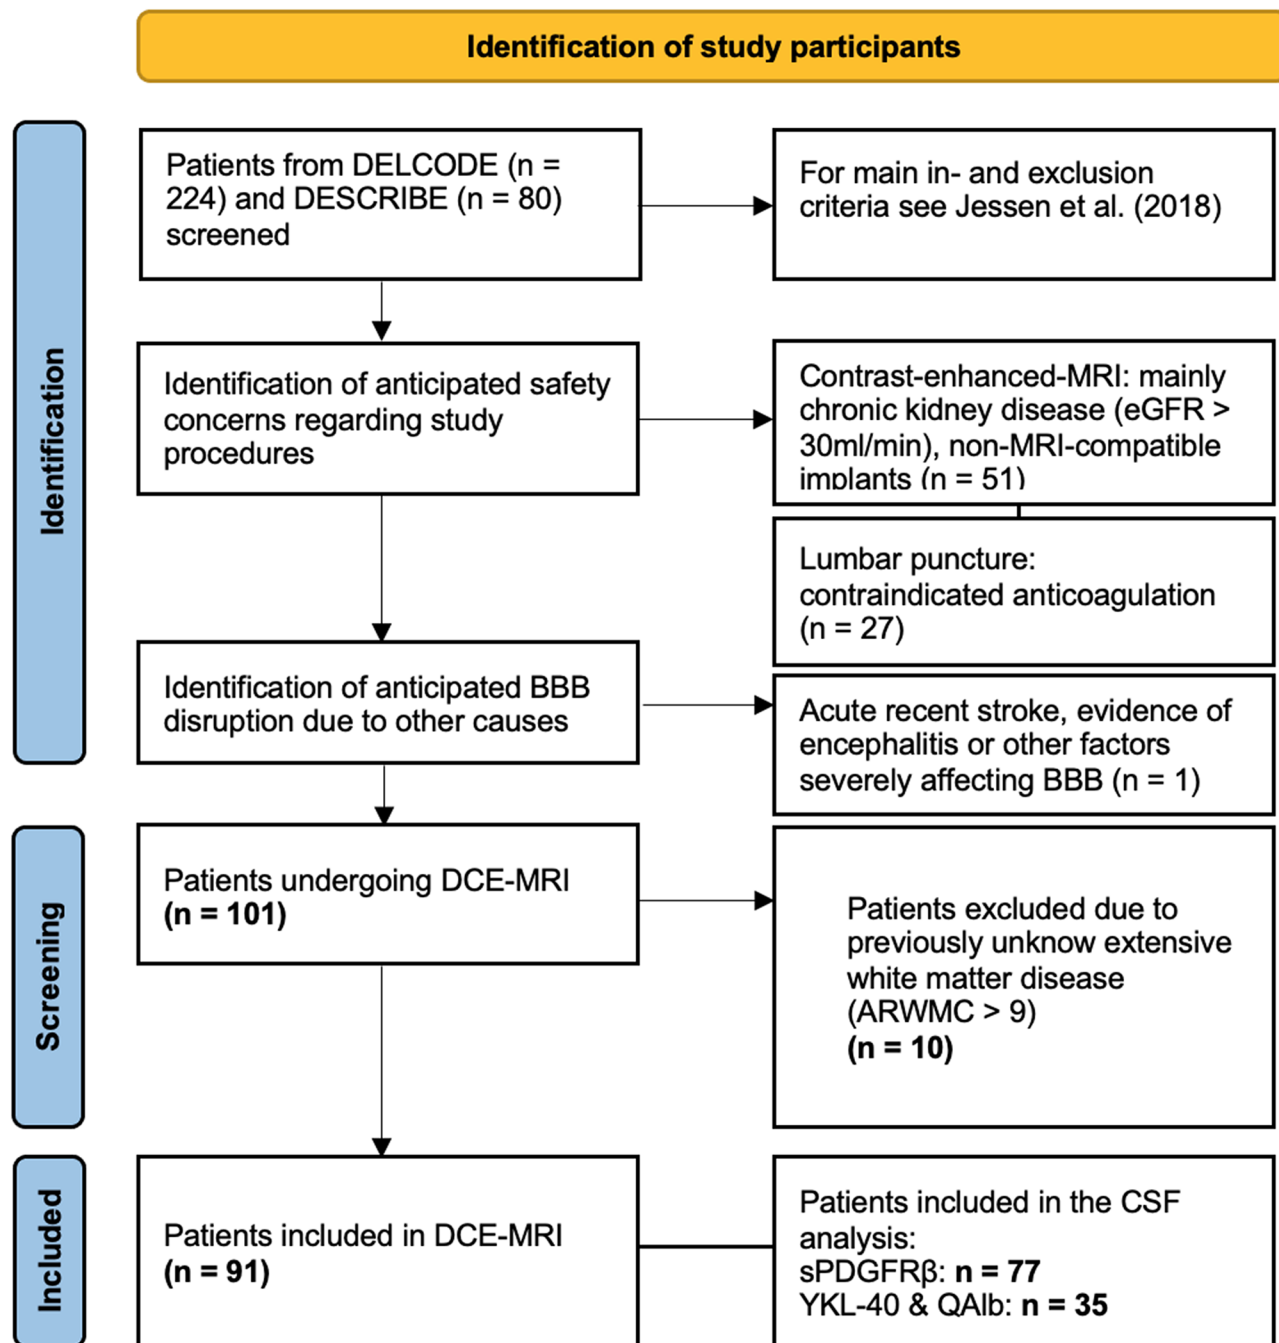 Identification of study participants
Identification
Patients from DELCODE (n =
224) and DESCRIBE (n = 80)
screened
For main in- and exclusion
criteria see Jessen et al. (2018)
Identification of anticipated safety
concerns regarding study
procedures
Contrast-enhanced-MRI: mainly
chronic kidney disease (eGFR >
30ml/min), non-MRI-compatible
implants (n = 51)
Lumbar puncture:
contraindicated anticoagulation
(n = 27)
Identification of anticipated BBB
disruption due to other causes
Acute recent stroke, evidence of
encephalitis or other factors
severely affecting BBB (n = 1)
Screening
Patients undergoing DCE-MRI
(n = 101)
Patients excluded due to
previously unknow extensive
white matter disease
(ARWMC > 9)
(n = 10)
Included
Patients included in DCE-MRI
(n = 91)
Patients included in the CSF
analysis:
sPDGFRβ: n = 77
YKL-40 & QAlb: n = 35